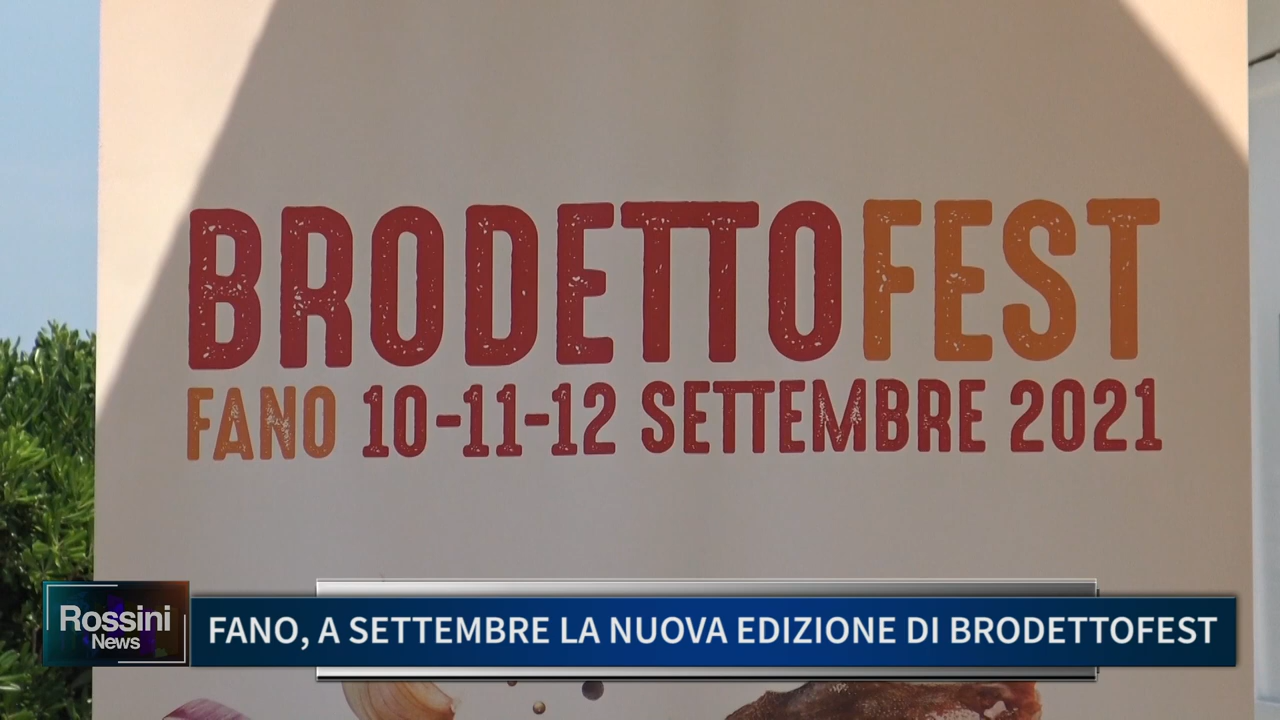 BRODETTOFEST
FANO 10-11-12 SETTEMBRE 2021
Rossini
News
FANO, A SETTEMBRE LA NUOVA EDIZIONE DI BRODETTOFEST